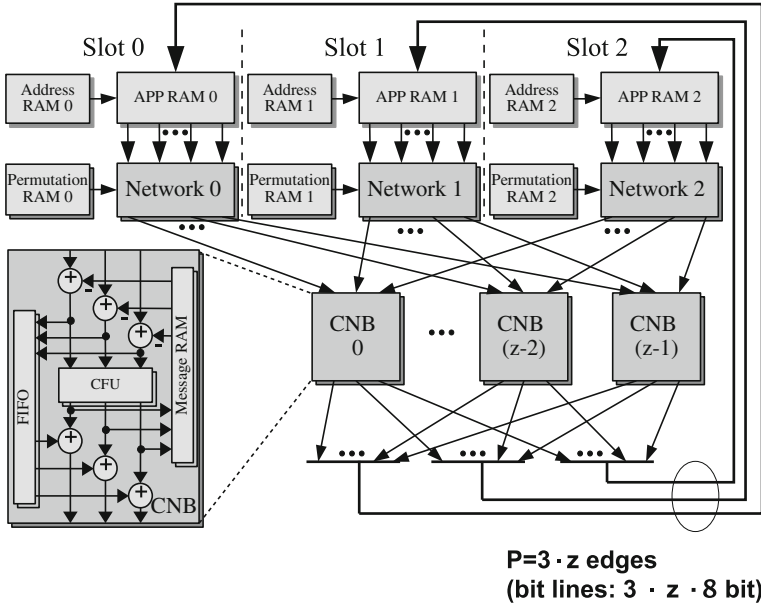 Slot 0
Slot 1
Slot 2
Address
RAM 0
APP RAM 0
Address
RAM 1
APP RAM 1
Address
RAM 2
APP RAM 2
Permutation
RAM 0
Network 0
Permutation
RAM 1
Network 1
Permutation
RAM 2
Network 2
+
-
+
-
+
-
FIFO
Message RAM
CFU
+
+
+
CNB
CNB
0
CNB
(z-2)
CNB
(z-1)
P=3 · z edges
(bit lines: 3 · z · 8 bit)